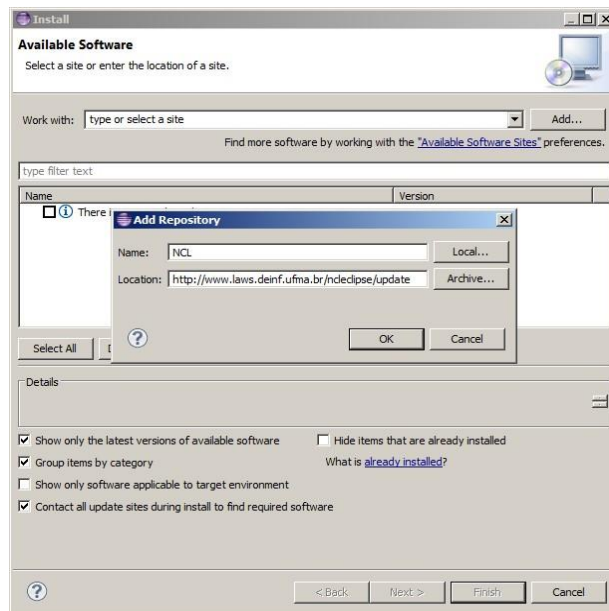 Install
Available Software
Select a site or enter the location of a site.
Work with: type or select a site Add...
Find more software by working with the "Available Software Sites" preferences.
type filter text
Name Version
There i
Add Repository
Name: NCL Local...
Location: http://www.laws.deinf.ufma.br/ncleclipse/update Archive...
? OK Cancel
Select All
Details
Show only the latest versions of available software Hide items that are already installed
Group items by category What is already installed?
Show only software applicable to target environment
Contact all update sites during install to find required software
? < Back Next > Finish Cancel